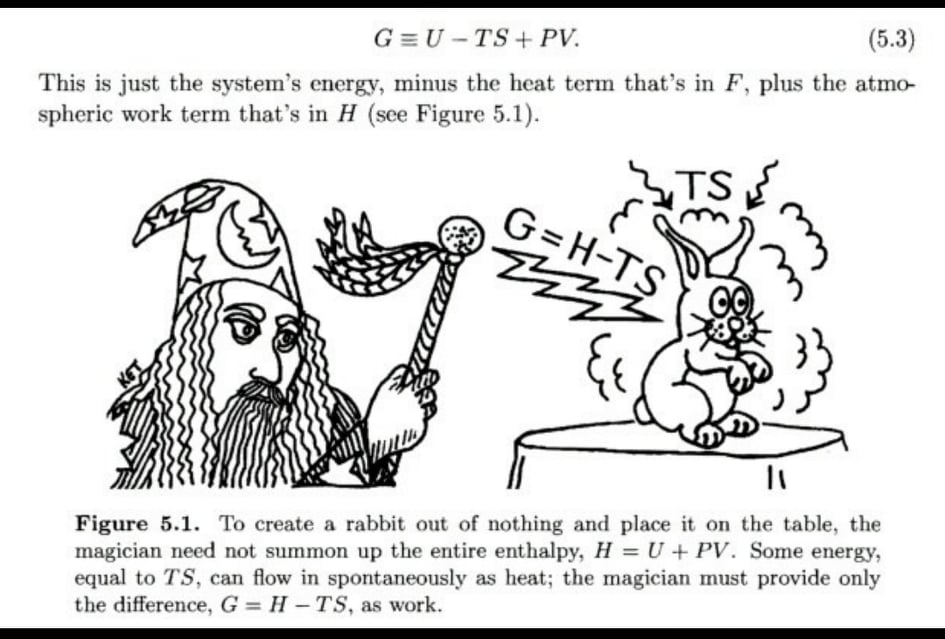 G ≡ U − TS + PV. (5.3)
This is just the system's energy, minus the heat term that's in F, plus the atmo-
spheric work term that's in H (see Figure 5.1).
TS
G=H-TS
KET
Figure 5.1. To create a rabbit out of nothing and place it on the table, the
magician need not summon up the entire enthalpy, H = U + PV. Some energy,
equal to TS, can flow in spontaneously as heat; the magician must provide only
the difference, G = H − TS, as work.